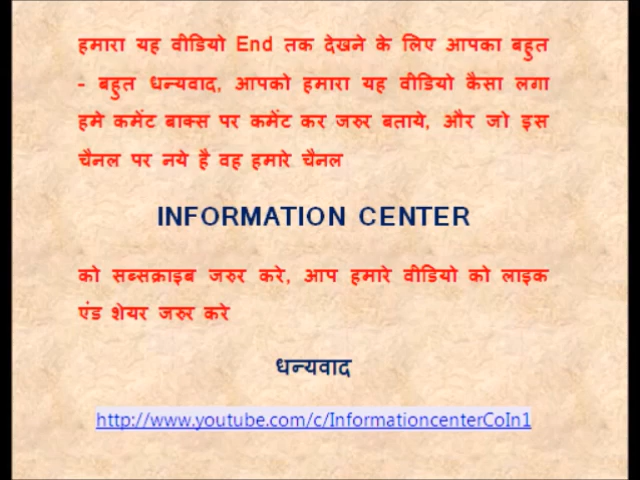 हमारा यह वीडियो End तक देखने के लिए आपका बहुत
- बहुत धन्यवाद, आपको हमारा यह वीडियो कैसा लगा
हमे कमेंट बाक्स पर कमेंट कर जरुर बताये, और जो इस
चैनल पर नये है वह हमारे चैनल
INFORMATION CENTER
को सब्सक्राइब जरुर करे, आप हमारे वीडियो को लाइक
एंड शेयर जरुर करे
धन्यवाद
http://www.youtube.com/c/InformationcenterCoIn1